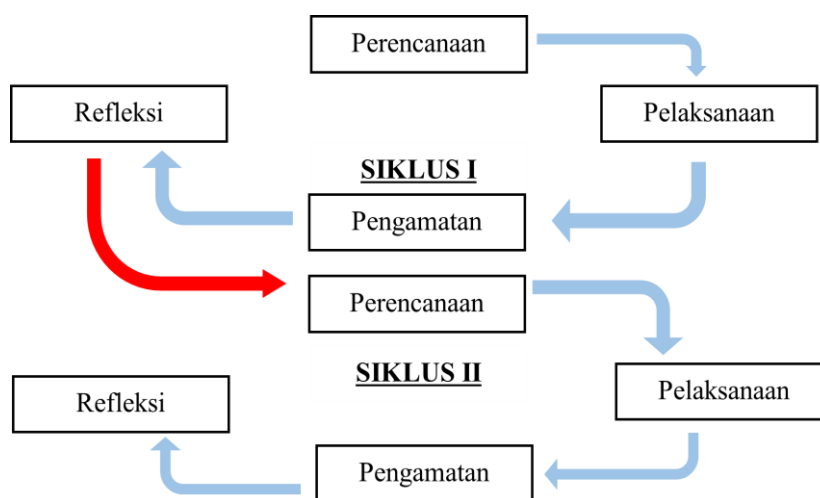 Perencanaan
Refleksi
Pelaksanaan
SIKLUS I
Pengamatan
Perencanaan
SIKLUS II
Pelaksanaan
Refleksi
Pengamatan